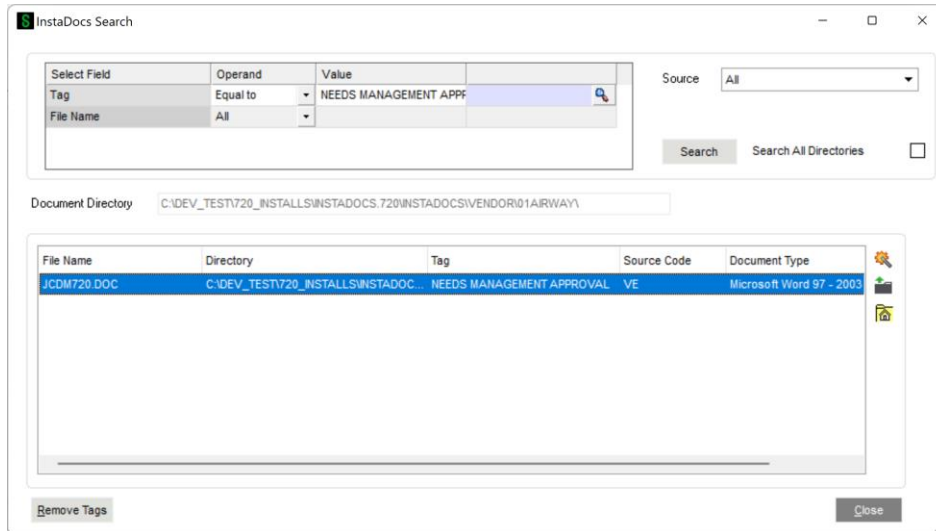 InstaDocs Search
Select Field Operand Value
Source All
Tag Equal to NEEDS MANAGEMENT APPR
File Name All
Search Search All Directories
Document Directory C:\DEV_TEST\720_INSTALLS\INSTADOCS.720\INSTADOCS\VENDOR\01AIRWAY\
File Name Directory Tag Source Code Document Type
JCDM720.DOC C:\DEV_TEST\720_INSTALLS\INSTADOC... NEEDS MANAGEMENT APPROVAL VE Microsoft Word 97 - 2003
Remove Tags Close